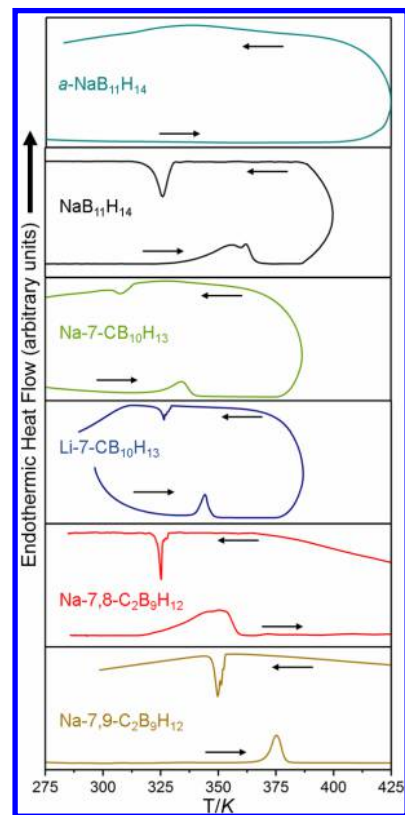 Endothermic Heat Flow (arbitrary units)
a-NaB₁₁H₁₄
NaB₁₁H₁₄
Na-7-CB₁₀H₁₃
Li-7-CB₁₀H₁₃
Na-7,8-C₂B₉H₁₂
Na-7,9-C₂B₉H₁₂
275 300 325 350 375 400 425
T/K